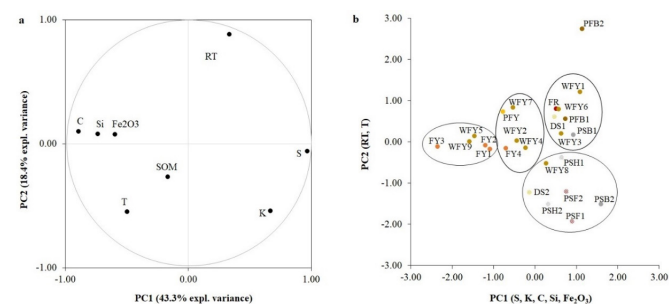 a
1.00
RT
C
Si
Fe2O3
0.00
S
SOM
T
K
-1.00
-1.00
0.00
1.00
PC2 (18.4% expl. variance)
PC1 (43.3% expl. variance)
b
3.00
PFB2
2.00
WFY1
1.00
WFY7
FR
WFY6
PFY
DS1
PFB1
WFY5
WFY2
PSB1
0.00
FY3
FY2
WFY3
WFY9
FY1
FY4
WFY4
PSH1
WFY8
-1.00
DS2
PSF2
PSB2
PSH2
PSF1
-2.00
-3.00
-3.00
-2.00
-1.00
0.00
1.00
2.00
PC2 (RT, T)
PC1 (S, K, C, Si, Fe₂O₃)